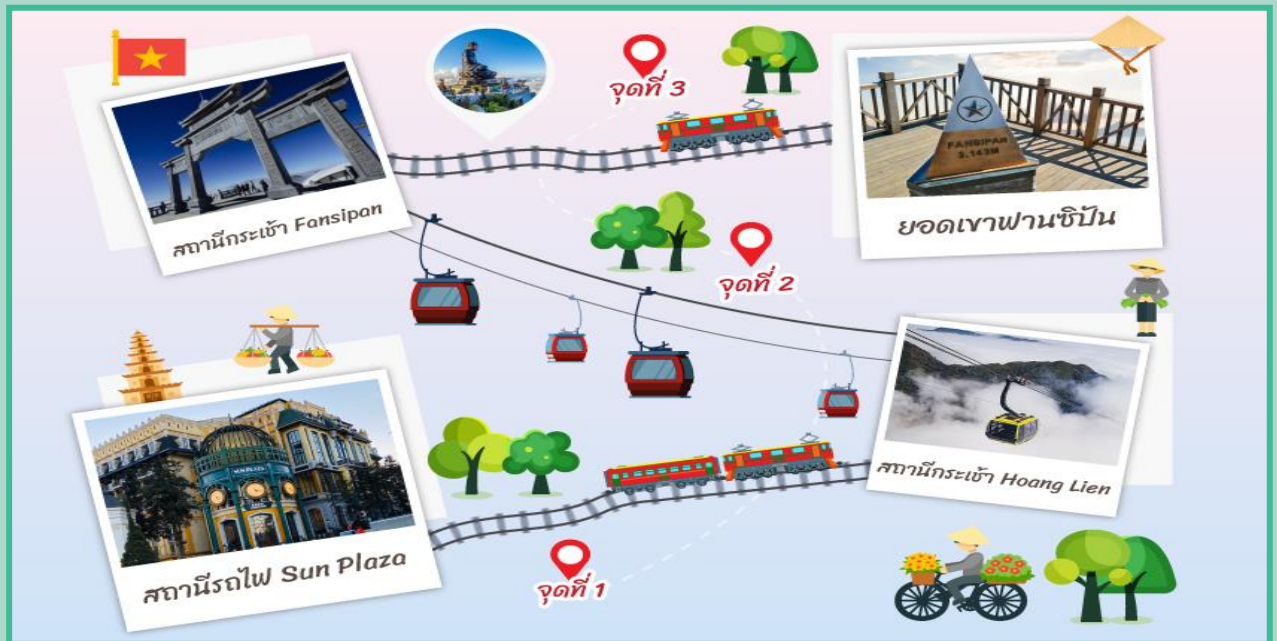 จุดที่ 3
FANSIPAN
3.143M
สถานีกระเช้า Fansipan
ยอดเขาฟานซิปัน
จุดที่ 2
SUN PLAZA
สถานีกระเช้า Hoang Lien
สถานีรถไฟ Sun Plaza
จุดที่ 1